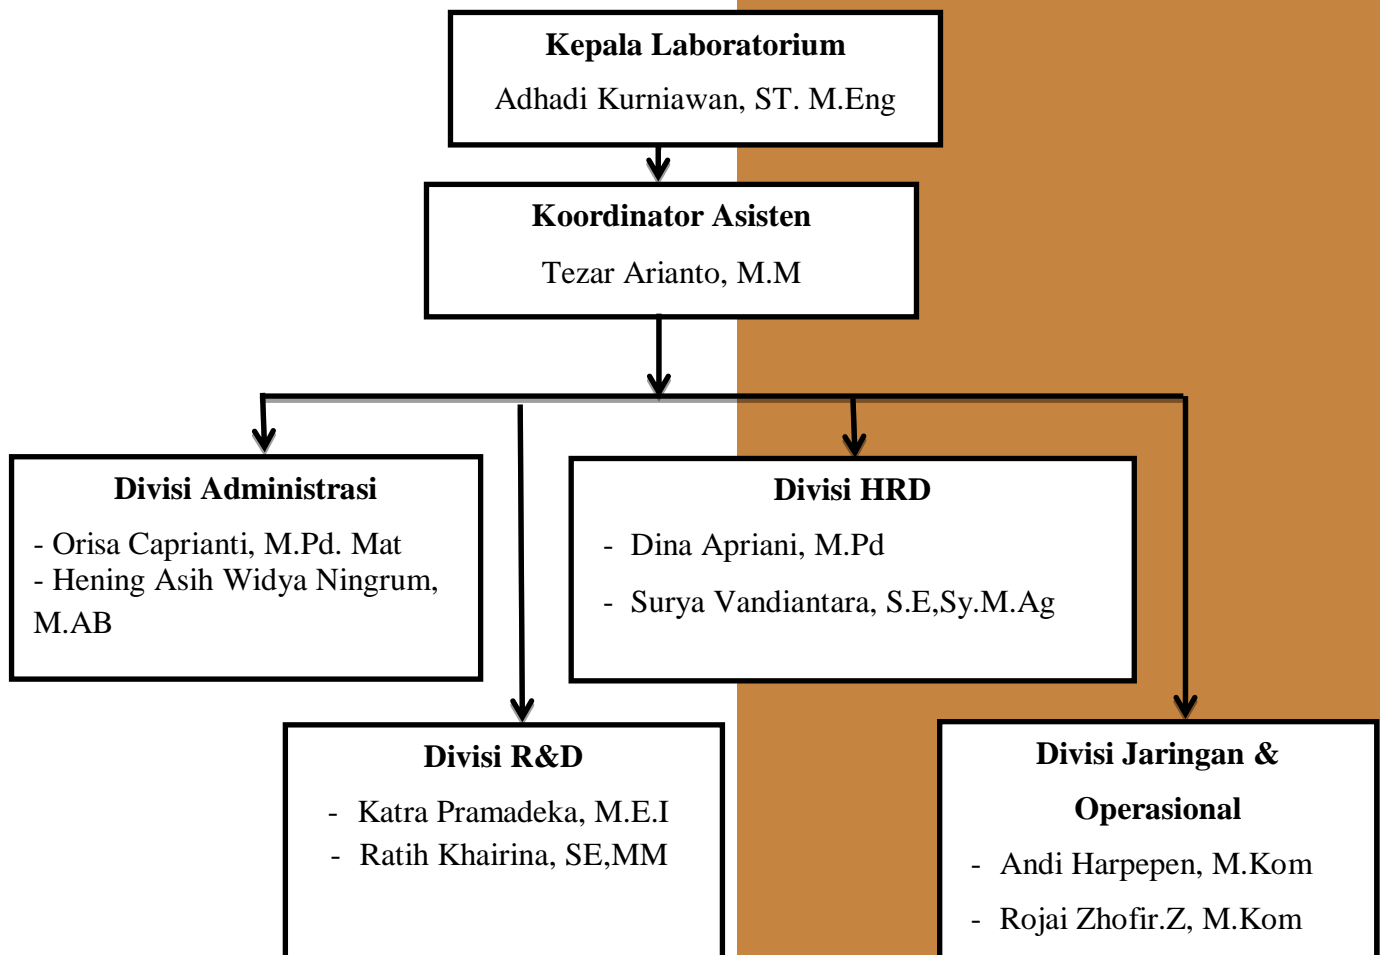 Kepala Laboratorium
Adhadi Kurniawan, ST. M.Eng
Koordinator Asisten
Tezar Arianto, M.M
Divisi Administrasi
- Orisa Caprianti, M.Pd. Mat
- Hening Asih Widya Ningrum,
M.AB
Divisi HRD
- Dina Apriani, M.Pd
- Surya Vandiantara, S.E,Sy.M.Ag
Divisi R&D
- Katra Pramadeka, M.E.I
- Ratih Khairina, SE,MM
Divisi Jaringan &
Operasional
- Andi Harpepen, M.Kom
- Rojai Zhofir.Z, M.Kom